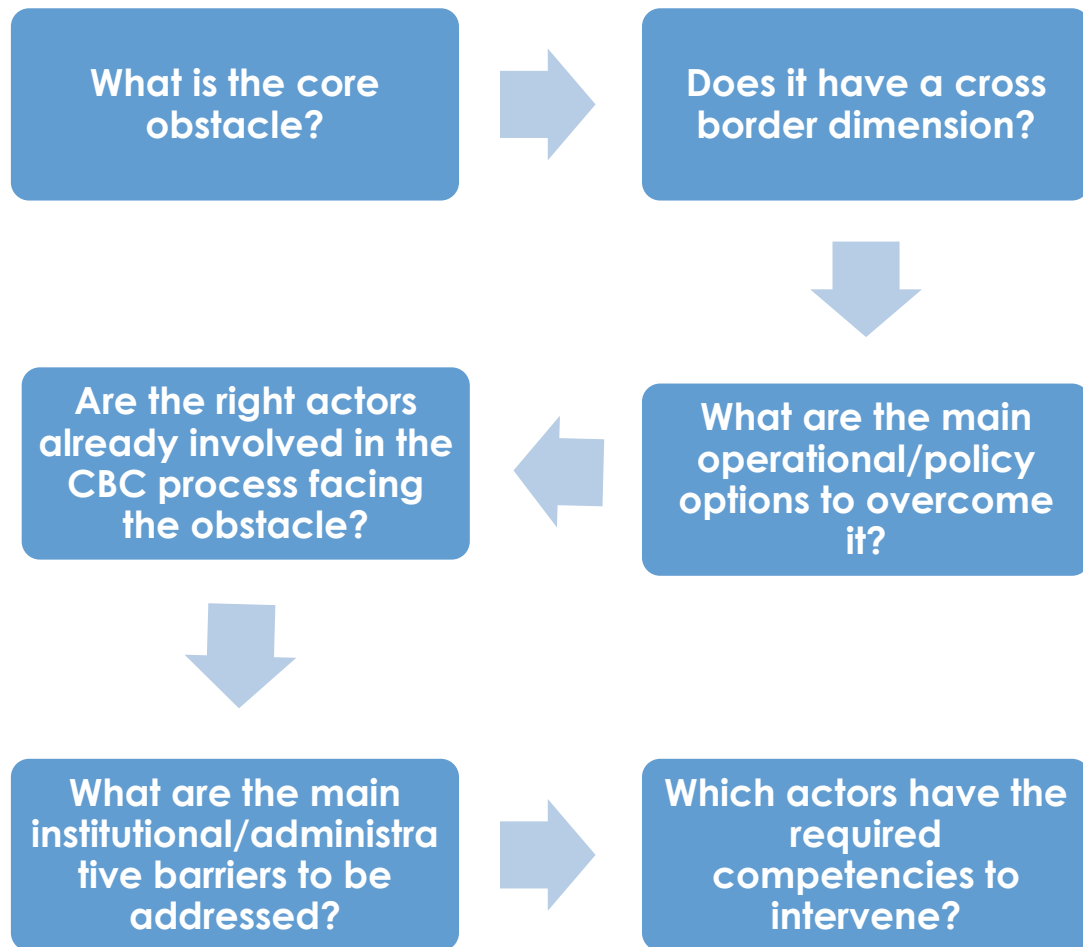 What is the core
obstacle?
Does it have a cross
border dimension?
What are the main
operational/policy
options to overcome
it?
Are the right actors
already involved in the
CBC process facing
the obstacle?
What are the main
institutional/administra
tive barriers to be
addressed?
Which actors have the
required
competencies to
intervene?